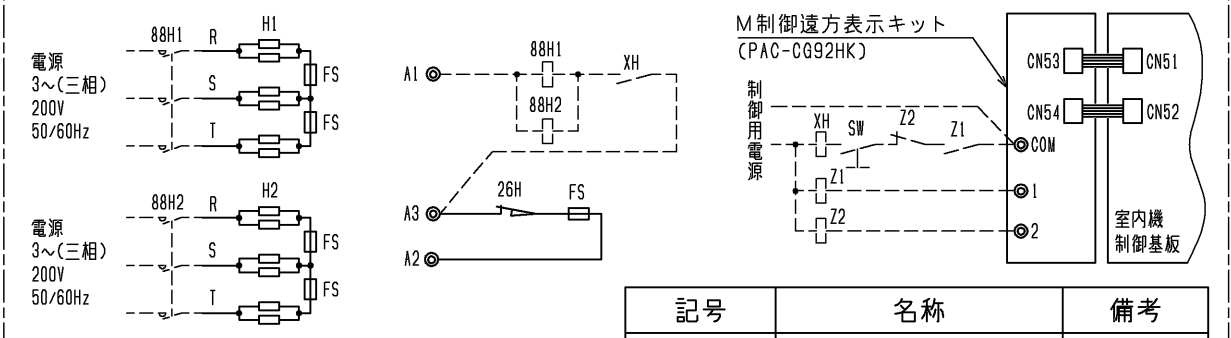 88H1
R
H1
電源
3~(三相)
200V
50/60Hz
S
T
FS
FS
88H2
R
H2
電源
3~(三相)
200V
50/60Hz
S
T
FS
FS
A1
88H1
88H2
XH
A3
26H
FS
A2
M制御遠方表示キット
(PAC-CG92HK)
制御用電源
XH
SW
Z2
Z1
COM
Z1
1
Z2
2
CN53
CN51
CN54
CN52
室内機
制御基板
記号 名称 備考